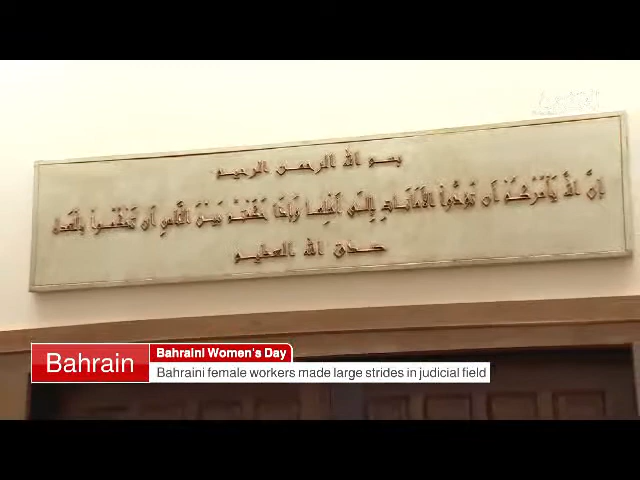 بسم الله الرحمن الرحيم
إن الله يأمركم أن تؤدوا الأمانات إلى أهلها وإذا حكمتم بين الناس أن تحكموا بالعدل
صدق الله العظيم
Bahrain
Bahraini Women's Day
Bahraini female workers made large strides in judicial field